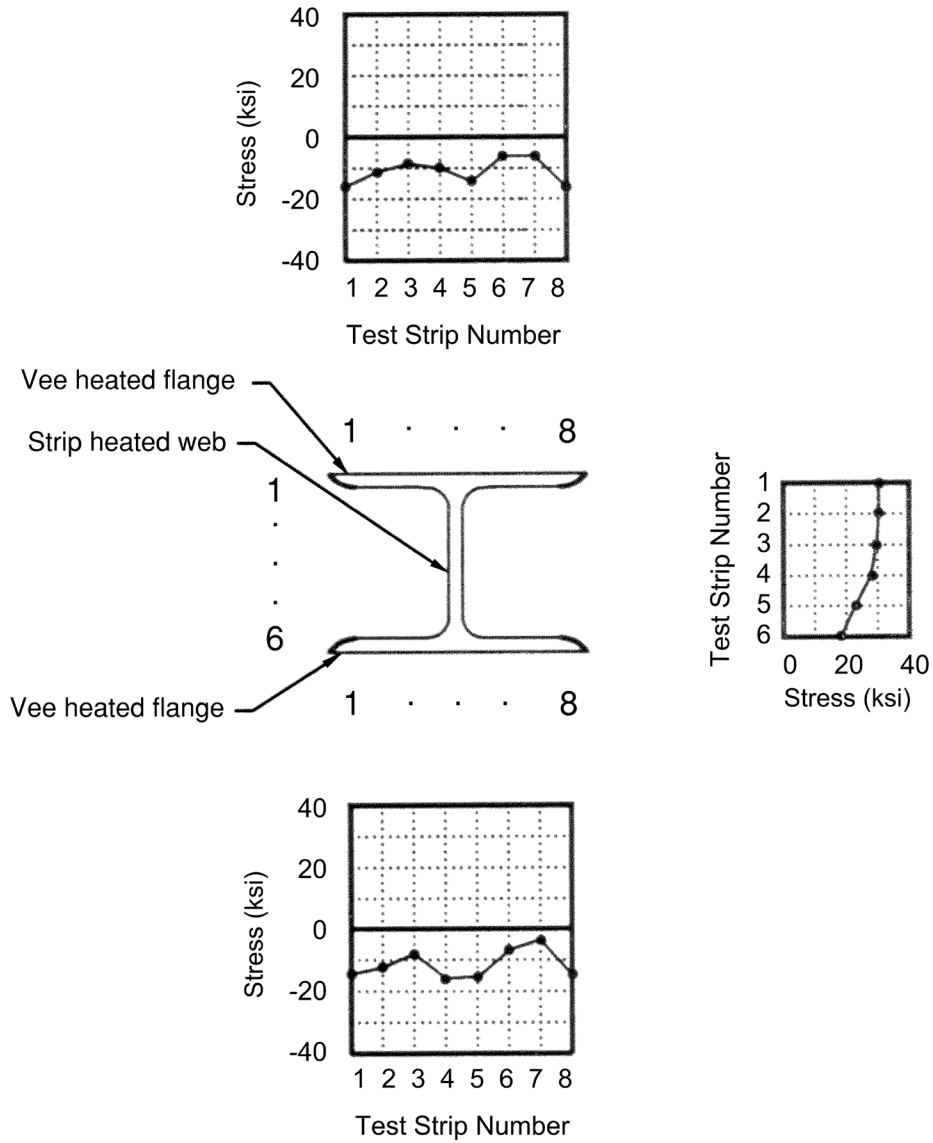 40
20
0
-20
-40
Stress (ksi)
1 2 3 4 5 6 7 8
Test Strip Number
Vee heated flange
Strip heated web
1 . . . 8
1
.
.
.
6
Vee heated flange
1 . . . 8
Test Strip Number
1
2
3
4
5
6
0 20 40
Stress (ksi)
40
20
0
-20
-40
Stress (ksi)
1 2 3 4 5 6 7 8
Test Strip Number